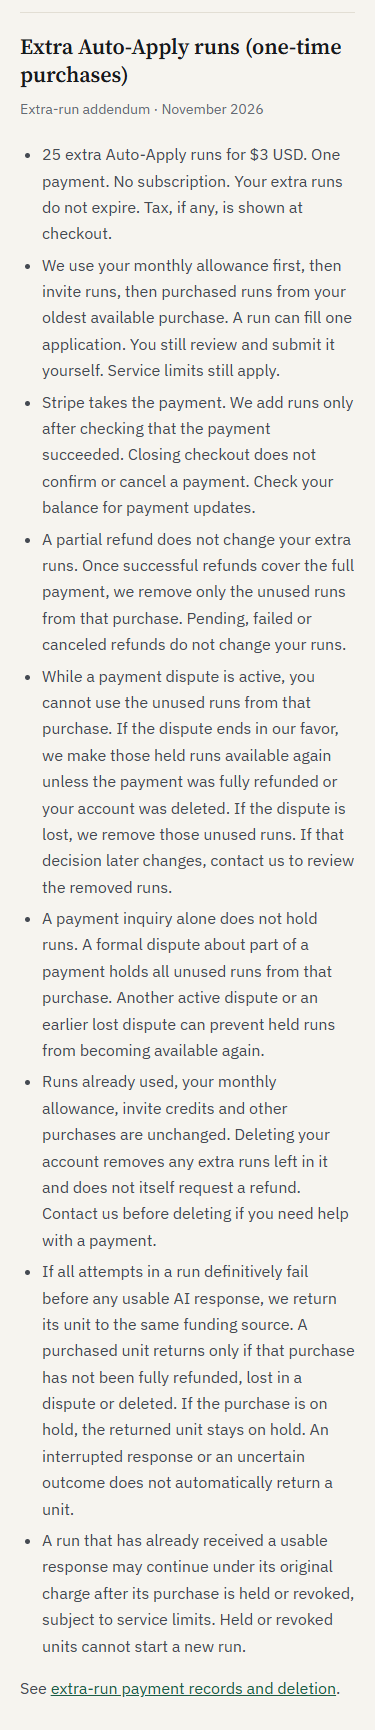 Extra Auto-Apply runs (one-time
purchases)
Extra-run addendum · November 2026
• 25 extra Auto-Apply runs for $3 USD. One
payment. No subscription. Your extra runs
do not expire. Tax, if any, is shown at
checkout.
• We use your monthly allowance first, then
invite runs, then purchased runs from your
oldest available purchase. A run can fill one
application. You still review and submit it
yourself. Service limits still apply.
• Stripe takes the payment. We add runs only
after checking that the payment
succeeded. Closing checkout does not
confirm or cancel a payment. Check your
balance for payment updates.
• A partial refund does not change your extra
runs. Once successful refunds cover the full
payment, we remove only the unused runs
from that purchase. Pending, failed or
canceled refunds do not change your runs.
• While a payment dispute is active, you
cannot use the unused runs from that
purchase. If the dispute ends in our favor,
we make those held runs available again
unless the payment was fully refunded or
your account was deleted. If the dispute is
lost, we remove those unused runs. If that
decision later changes, contact us to review
the removed runs.
• A payment inquiry alone does not hold
runs. A formal dispute about part of a
payment holds all unused runs from that
purchase. Another active dispute or an
earlier lost dispute can prevent held runs
from becoming available again.
• Runs already used, your monthly
allowance, invite credits and other
purchases are unchanged. Deleting your
account removes any extra runs left in it
and does not itself request a refund.
Contact us before deleting if you need help
with a payment.
• If all attempts in a run definitively fail
before any usable AI response, we return
its unit to the same funding source. A
purchased unit returns only if that purchase
has not been fully refunded, lost in a
dispute or deleted. If the purchase is on
hold, the returned unit stays on hold. An
interrupted response or an uncertain
outcome does not automatically return a
unit.
• A run that has already received a usable
response may continue under its original
charge after its purchase is held or revoked,
subject to service limits. Held or revoked
units cannot start a new run.
See extra-run payment records and deletion.